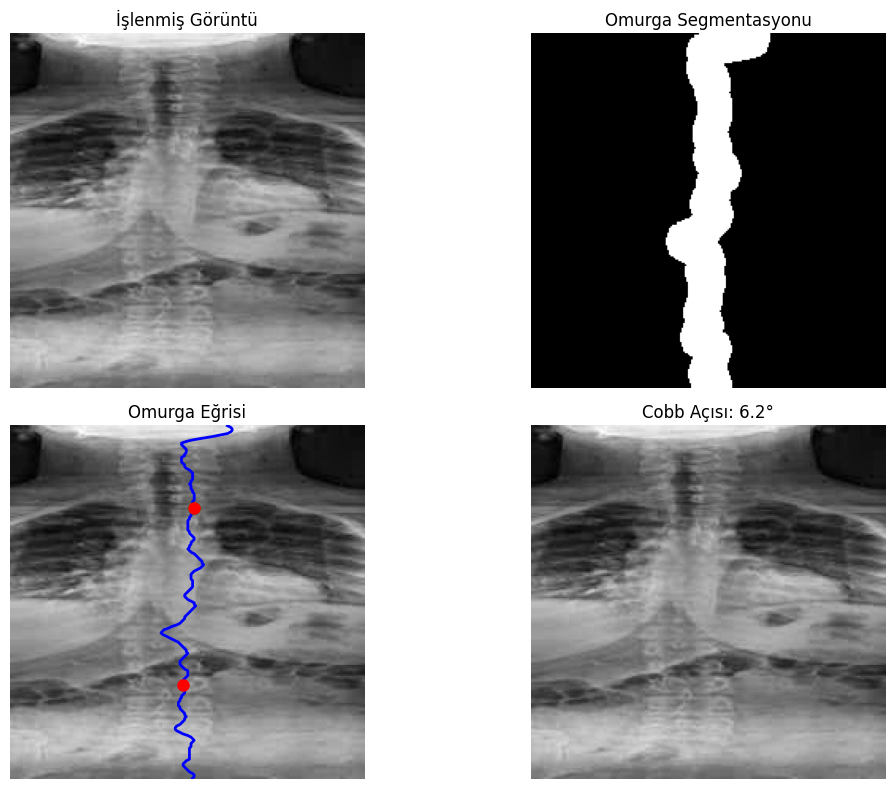 İşlenmiş Görüntü
Omurga Segmentasyonu
Omurga Eğrisi
Cobb Açısı: 6.2°